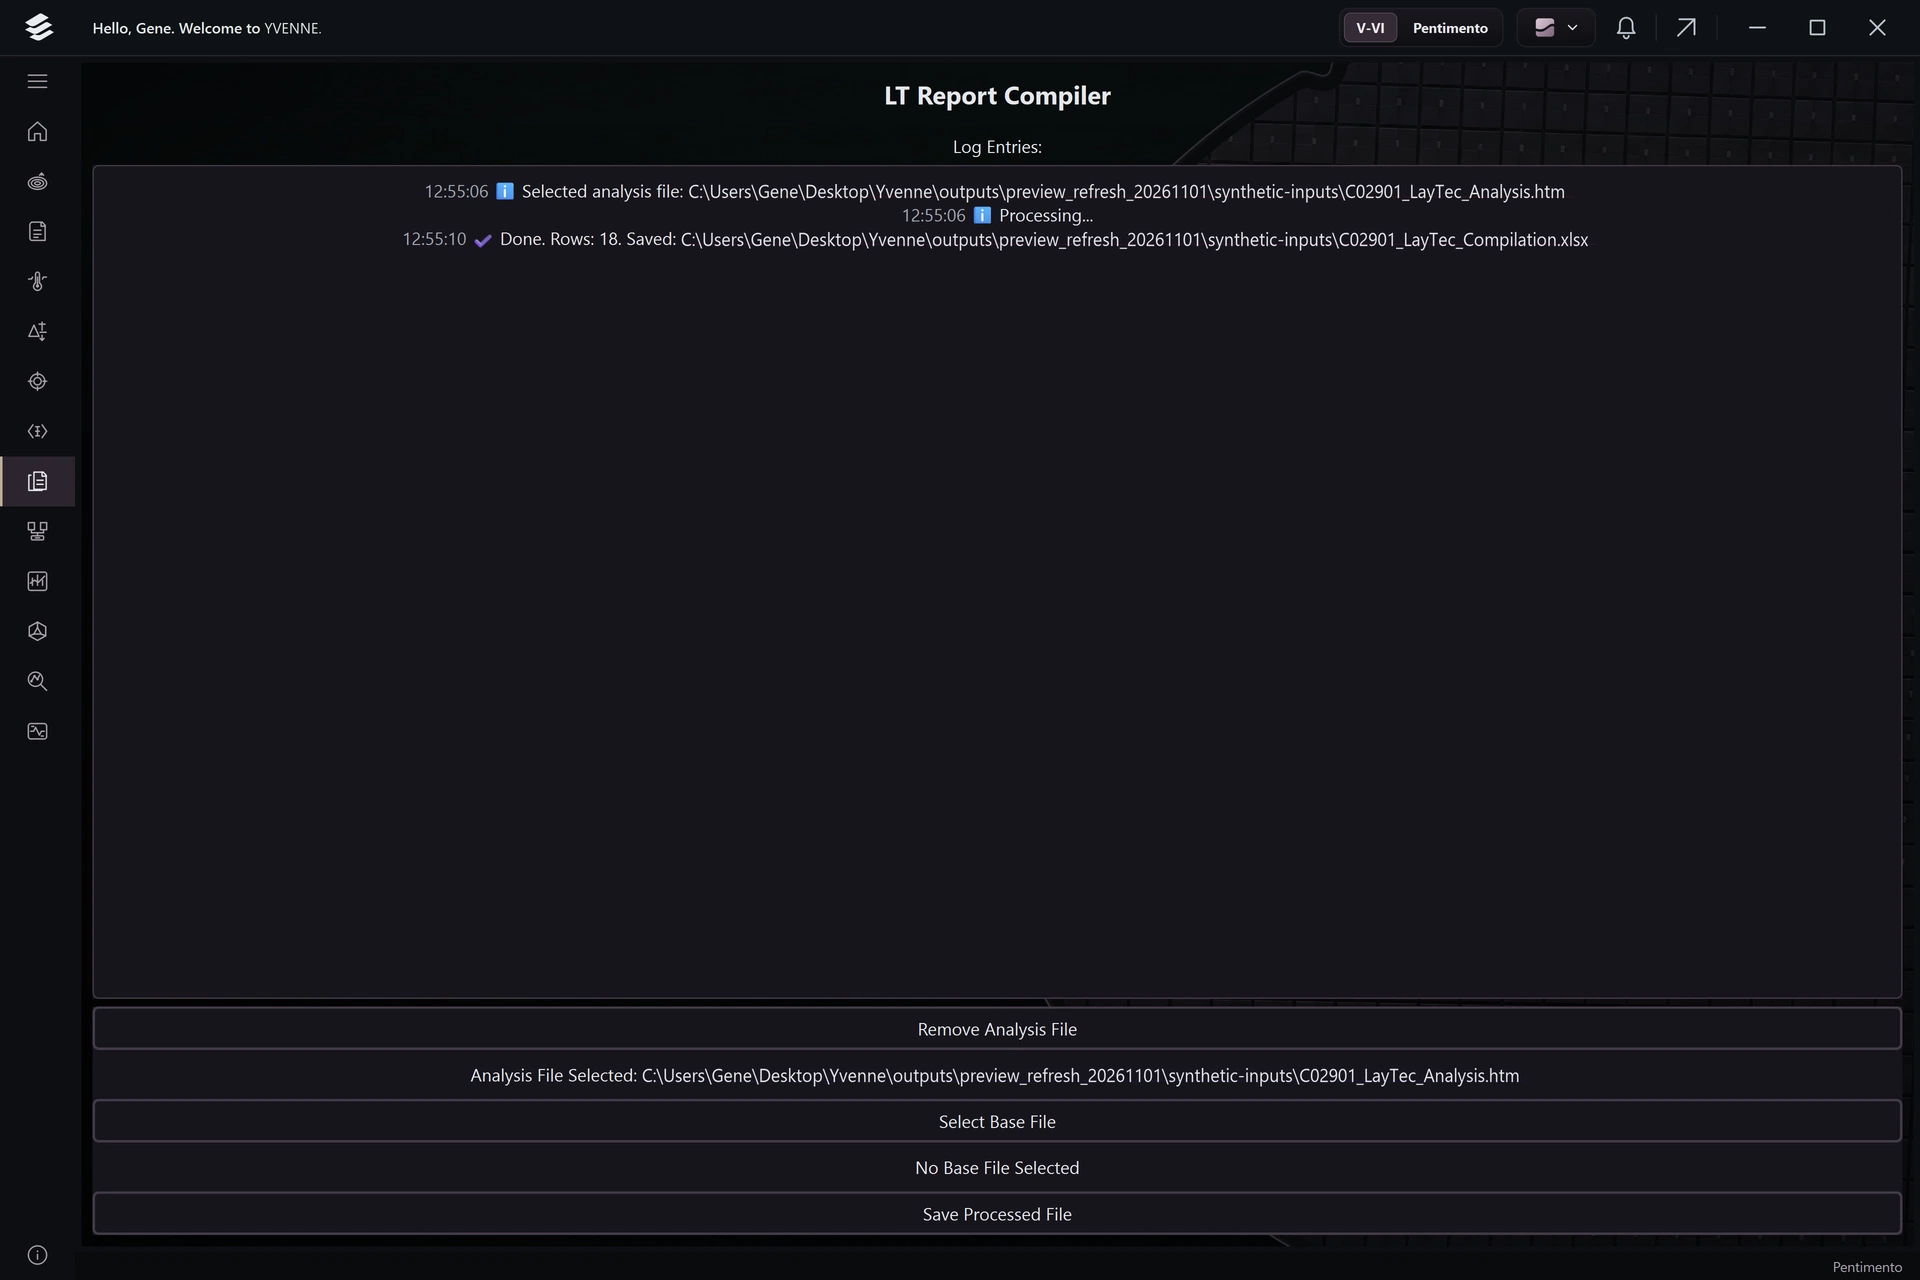 Hello, Gene. Welcome to YVENNE.
V-VI Pentimento
LT Report Compiler
Log Entries:
12:55:06 ℹ️ Selected analysis file: C:\Users\Gene\Desktop\Yvenne\outputs\preview_refresh_20261101\synthetic-inputs\C02901_LayTec_Analysis.htm
12:55:06 ℹ️ Processing...
12:55:10 ✔ Done. Rows: 18. Saved: C:\Users\Gene\Desktop\Yvenne\outputs\preview_refresh_20261101\synthetic-inputs\C02901_LayTec_Compilation.xlsx
Remove Analysis File
Analysis File Selected: C:\Users\Gene\Desktop\Yvenne\outputs\preview_refresh_20261101\synthetic-inputs\C02901_LayTec_Analysis.htm
Select Base File
No Base File Selected
Save Processed File
Pentimento